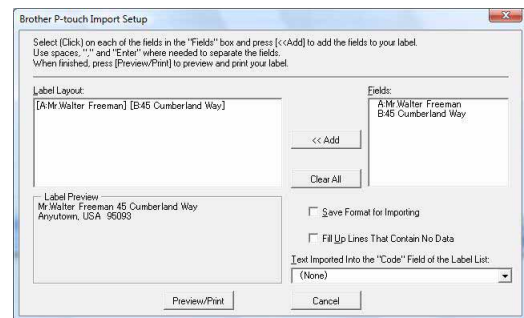 Brother P-touch Import Setup
Select (Click) on each of the fields in the "Fields" box and press [<<Add] to add the fields to your label.
Use spaces, "," and "Enter" where needed to separate the fields.
When finished, press [Preview/Print] to preview and print your label.
Label Layout:
[A:Mr.Walter Freeman] [B:45 Cumberland Way]
Fields:
A:Mr.Walter Freeman
B:45 Cumberland Way
<< Add
Clear All
Label Preview
Mr.Walter Freeman 45 Cumberland Way
Anyutown, USA 95093
Save Format for Importing
Fill Up Lines That Contain No Data
Text Imported Into the "Code" Field of the Label List:
(None)
Preview/Print
Cancel